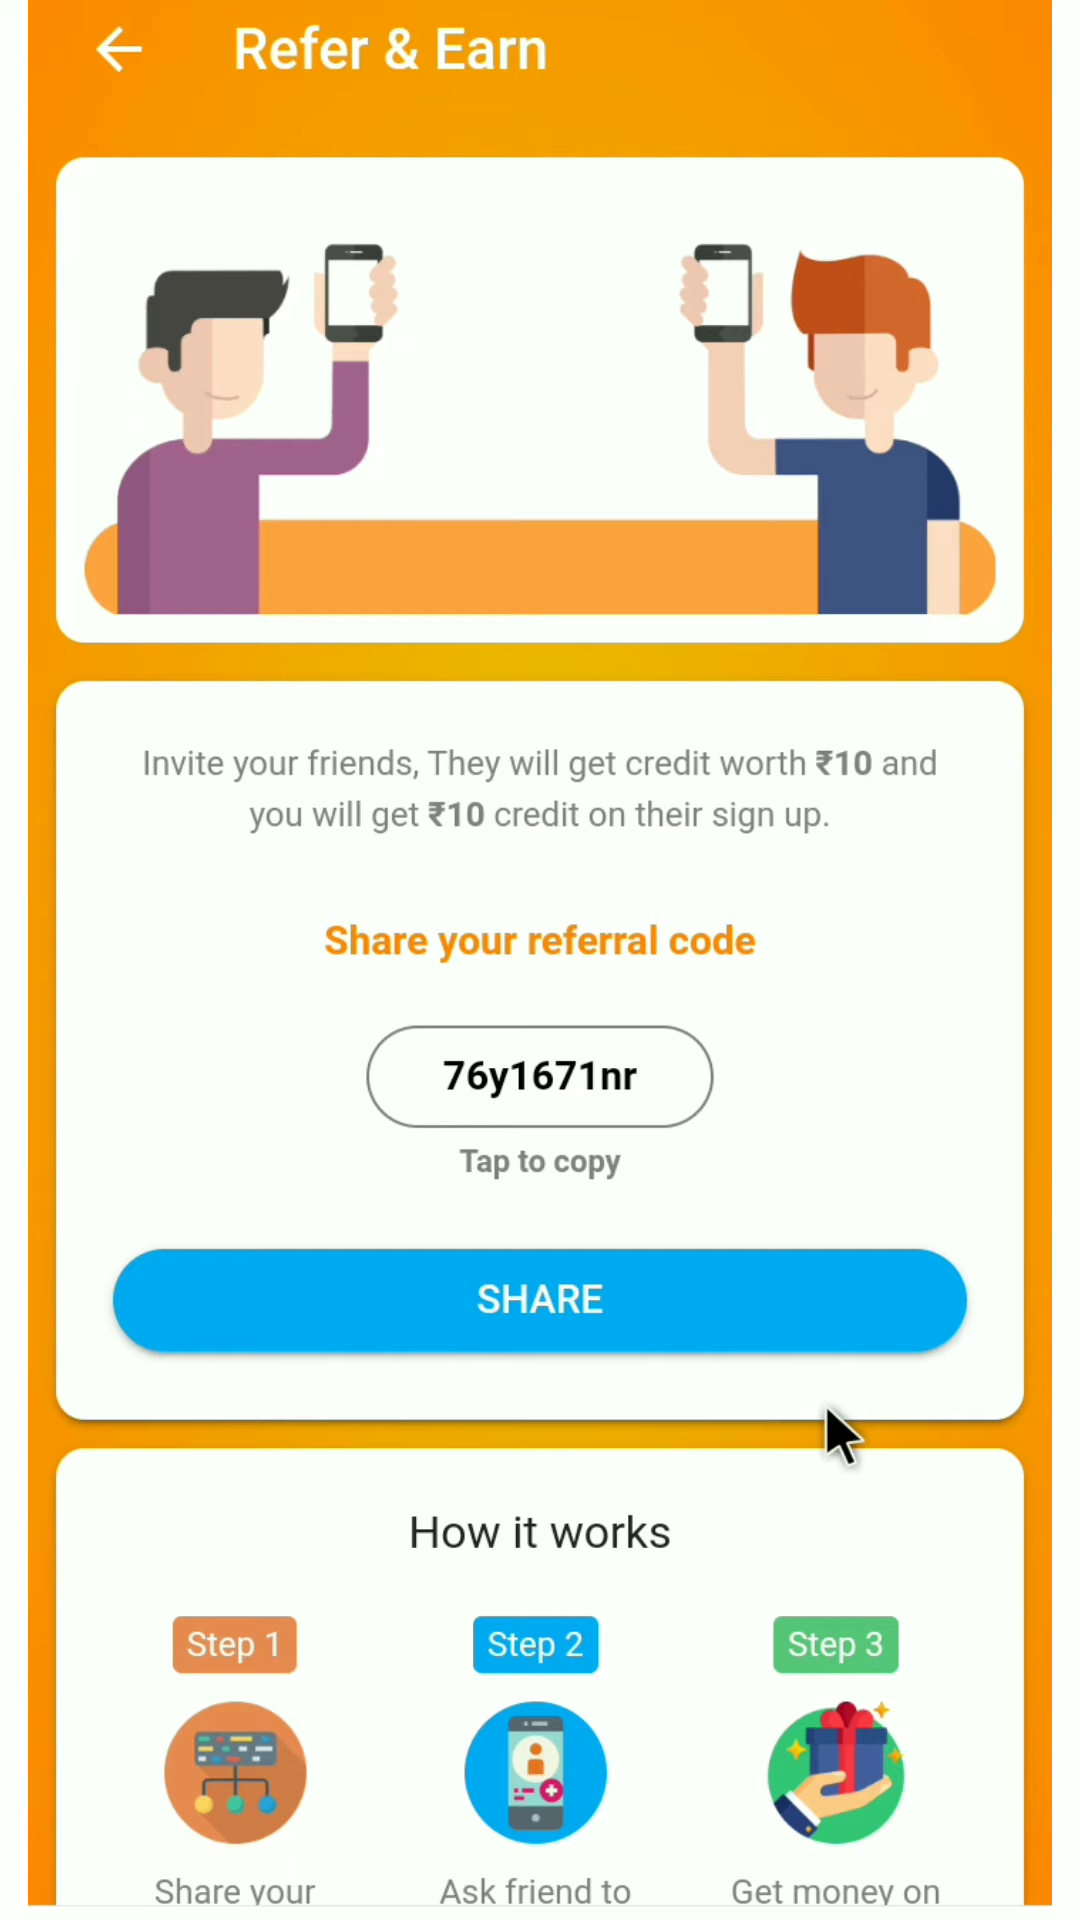 Refer & Earn
Invite your friends, They will get credit worth ₹10 and
you will get ₹10 credit on their sign up.
Share your referral code
76y1671nr
Tap to copy
SHARE
How it works
Step 1
Step 2
Step 3
Share your
Ask friend to
Get money on